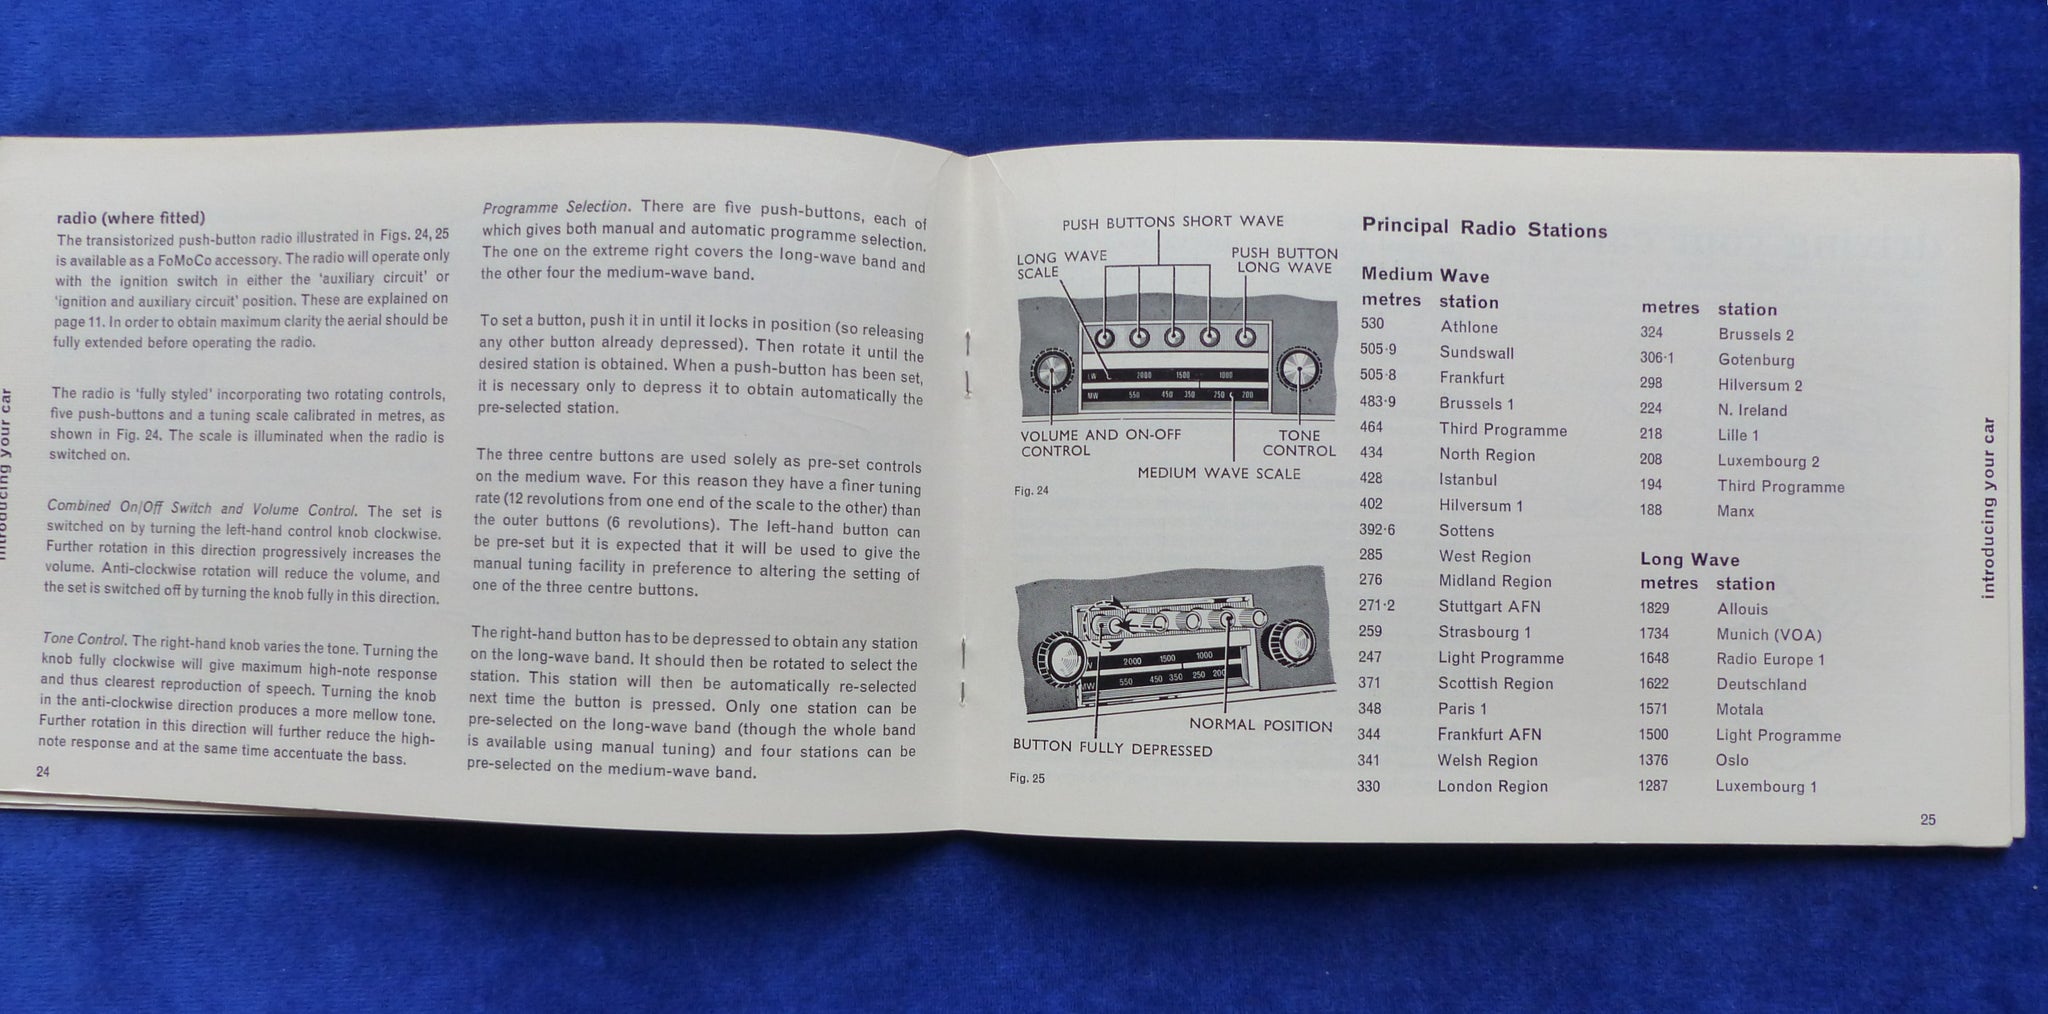 introducing your car
radio (where fitted)
The transistorized push-button radio illustrated in Figs. 24, 25
is available as a FoMoCo accessory. The radio will operate only
with the ignition switch in either the 'auxiliary circuit' or
'ignition and auxiliary circuit' position. These are explained on
page 11. In order to obtain maximum clarity the aerial should be
fully extended before operating the radio.
The radio is 'fully styled' incorporating two rotating controls,
five push-buttons and a tuning scale calibrated in metres, as
shown in Fig. 24. The scale is illuminated when the radio is
switched on.
Combined On/Off Switch and Volume Control. The set is
switched on by turning the left-hand control knob clockwise.
Further rotation in this direction progressively increases the
volume. Anti-clockwise rotation will reduce the volume, and
the set is switched off by turning the knob fully in this direction.
Tone Control. The right-hand knob varies the tone. Turning the
knob fully clockwise will give maximum high-note response
and thus clearest reproduction of speech. Turning the knob
in the anti-clockwise direction produces a more mellow tone.
Further rotation in this direction will further reduce the high-
note response and at the same time accentuate the bass.
24
Programme Selection. There are five push-buttons, each of
which gives both manual and automatic programme selection.
The one on the extreme right covers the long-wave band and
the other four the medium-wave band.
To set a button, push it in until it locks in position (so releasing
any other button already depressed). Then rotate it until the
desired station is obtained. When a push-button has been set,
it is necessary only to depress it to obtain automatically the
pre-selected station.
The three centre buttons are used solely as pre-set controls
on the medium wave. For this reason they have a finer tuning
rate (12 revolutions from one end of the scale to the other) than
the outer buttons (6 revolutions). The left-hand button can
be pre-set but it is expected that it will be used to give the
manual tuning facility in preference to altering the setting of
one of the three centre buttons.
The right-hand button has to be depressed to obtain any station
on the long-wave band. It should then be rotated to select the
station. This station will then be automatically re-selected
next time the button is pressed. Only one station can be
pre-selected on the long-wave band (though the whole band
is available using manual tuning) and four stations can be
pre-selected on the medium-wave band.
PUSH BUTTONS SHORT WAVE
LONG WAVE
SCALE
PUSH BUTTON
LONG WAVE
LW 2000 1500 1000
MW 550 450 350 250 200
VOLUME AND ON-OFF
CONTROL
TONE
CONTROL
MEDIUM WAVE SCALE
Fig. 24
2000 1500 1000
MW 550 450 350 250 200
NORMAL POSITION
BUTTON FULLY DEPRESSED
Fig. 25
Principal Radio Stations
Medium Wave
metres station
530 Athlone
505·9 Sundswall
505·8 Frankfurt
483·9 Brussels 1
464 Third Programme
434 North Region
428 Istanbul
402 Hilversum 1
392·6 Sottens
285 West Region
276 Midland Region
271·2 Stuttgart AFN
259 Strasbourg 1
247 Light Programme
371 Scottish Region
348 Paris 1
344 Frankfurt AFN
341 Welsh Region
330 London Region
metres station
324 Brussels 2
306·1 Gotenburg
298 Hilversum 2
224 N. Ireland
218 Lille 1
208 Luxembourg 2
194 Third Programme
188 Manx
Long Wave
metres station
1829 Allouis
1734 Munich (VOA)
1648 Radio Europe 1
1622 Deutschland
1571 Motala
1500 Light Programme
1376 Oslo
1287 Luxembourg 1
25
introducing your car